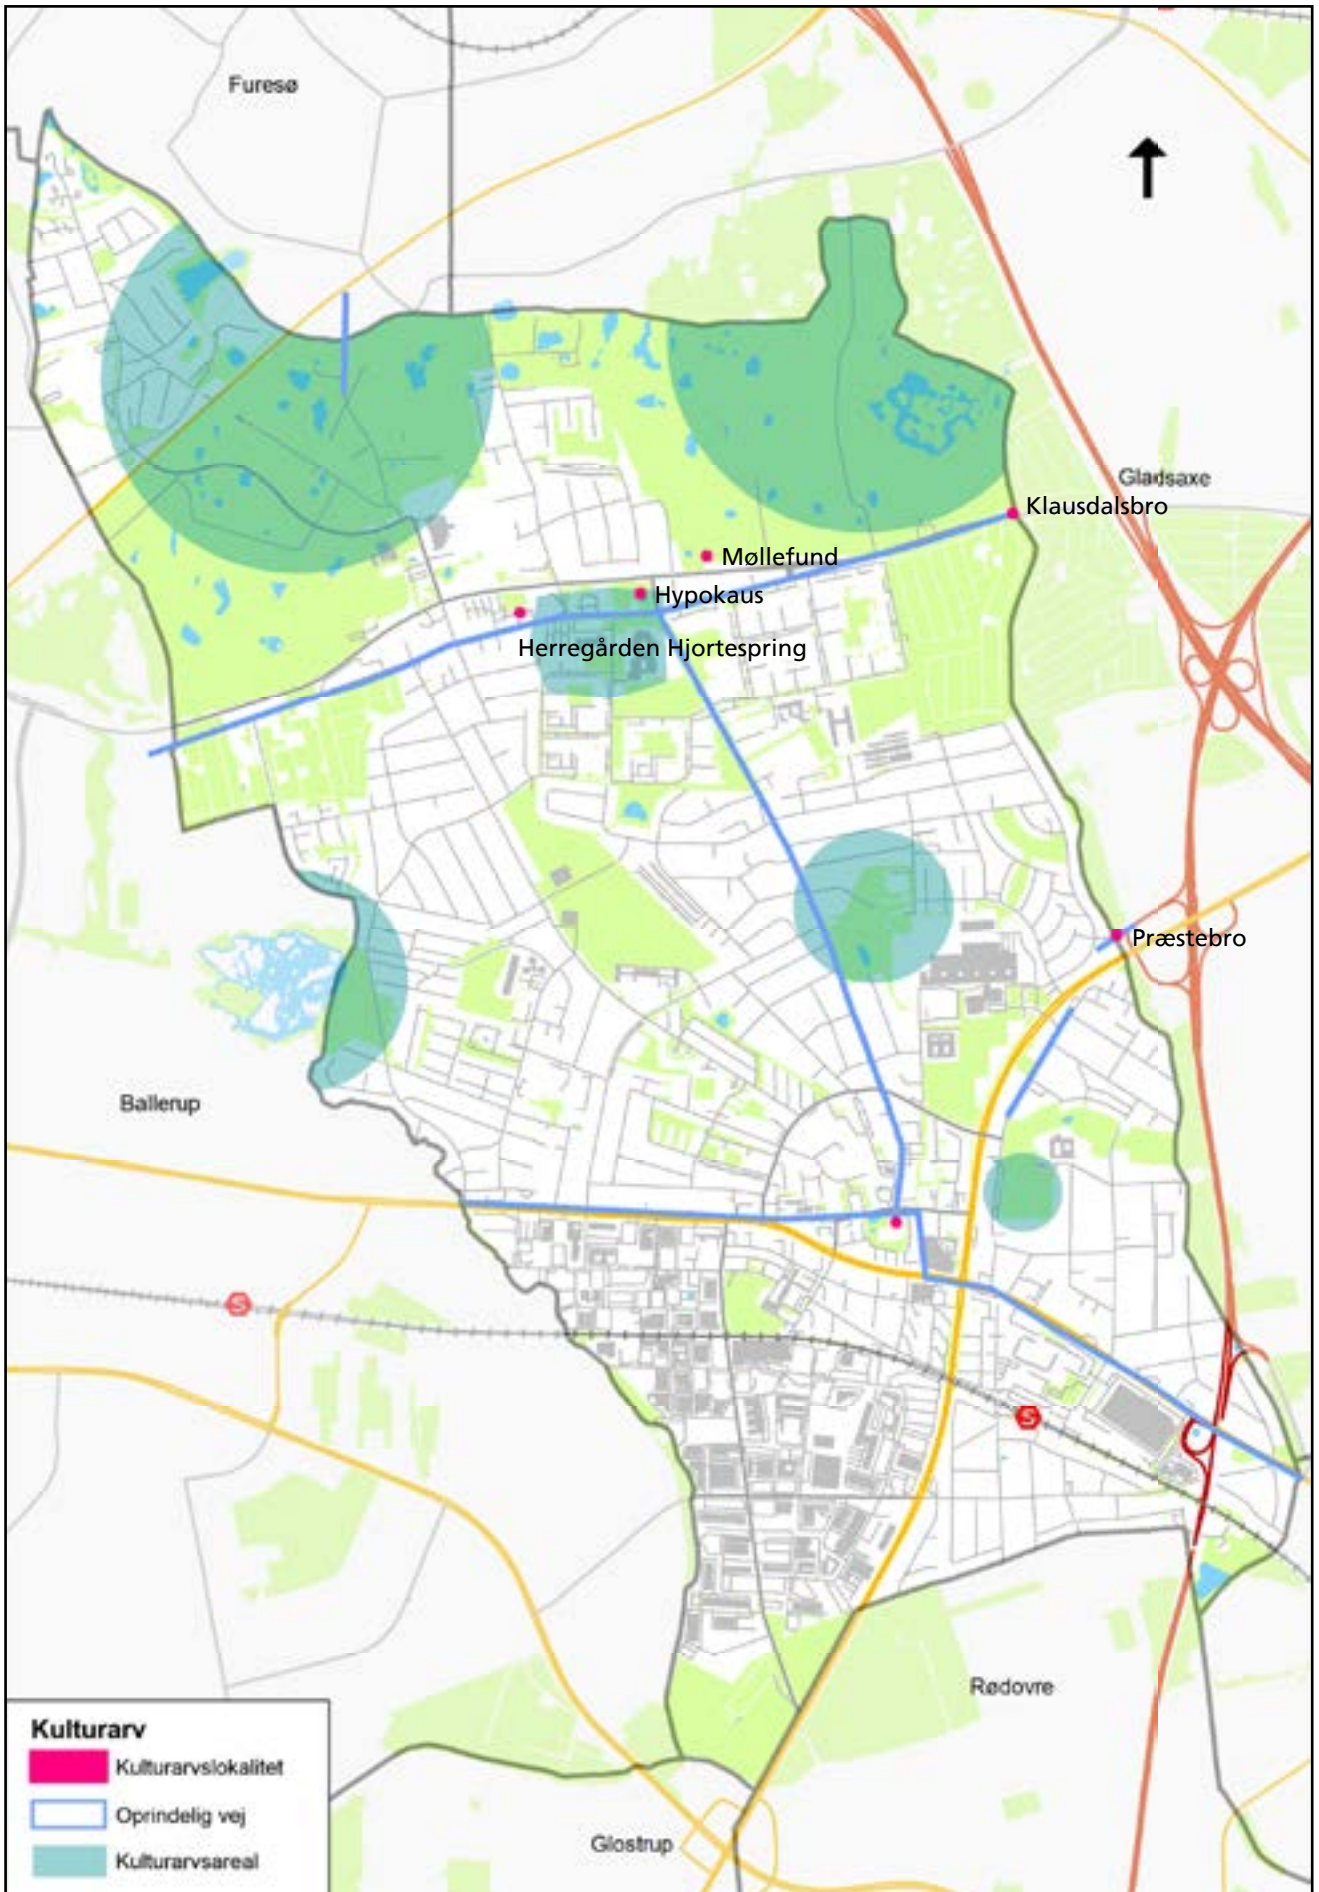 Furesø
Gladsaxe
Klausdalsbro
Møllefund
Hypokaus
Herregården Hjortespring
Præstebro
Ballerup
S
S
Rødovre
Kulturarv
Kulturarvslokalitet
Oprindelig vej
Kulturarvsareal
Glostrup